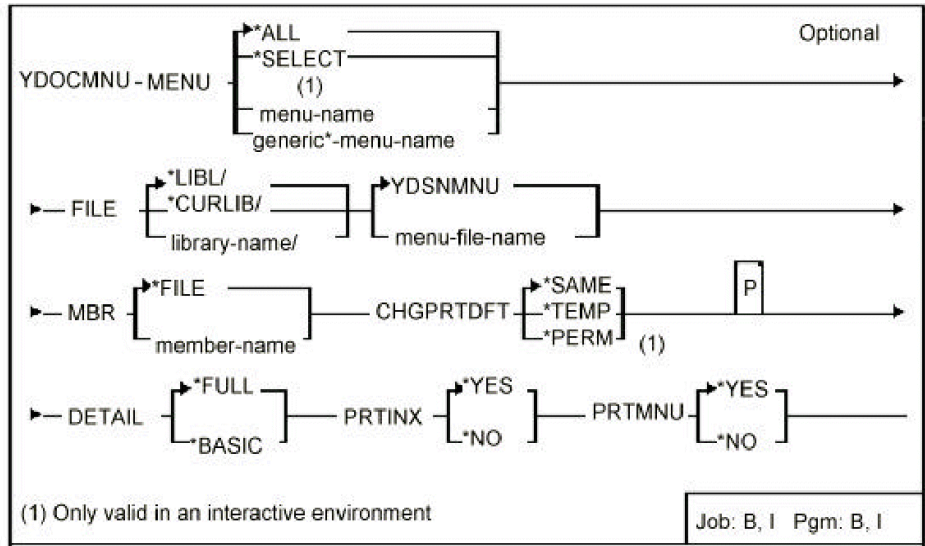 *ALL
Optional
*SELECT
YDOCMNU - MENU
(1)
menu-name
generic*-menu-name
*LIBL/
YDSNMNU
FILE
*CURLIB/
library-name/
menu-file-name
*FILE
*SAME
P
MBR
CHGPRTDFT
*TEMP
member-name
*PERM
(1)
*FULL
*YES
*YES
DETAIL
PRTINX
PRTMNU
*BASIC
*NO
*NO
(1) Only valid in an interactive environment
Job: B, I Pgm: B, I